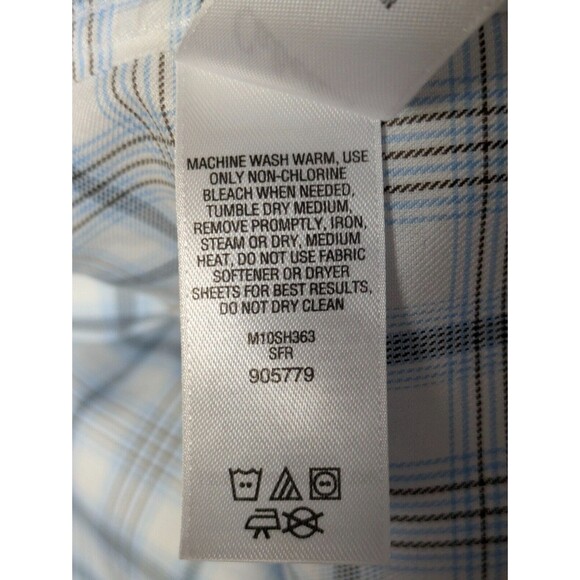 MACHINE WASH WARM, USE
ONLY NON-CHLORINE
BLEACH WHEN NEEDED,
TUMBLE DRY MEDIUM,
REMOVE PROMPTLY, IRON,
STEAM OR DRY, MEDIUM
HEAT, DO NOT USE FABRIC
SOFTENER OR DRYER
SHEETS FOR BEST RESULTS,
DO NOT DRY CLEAN
M10SH363
SFR
905779